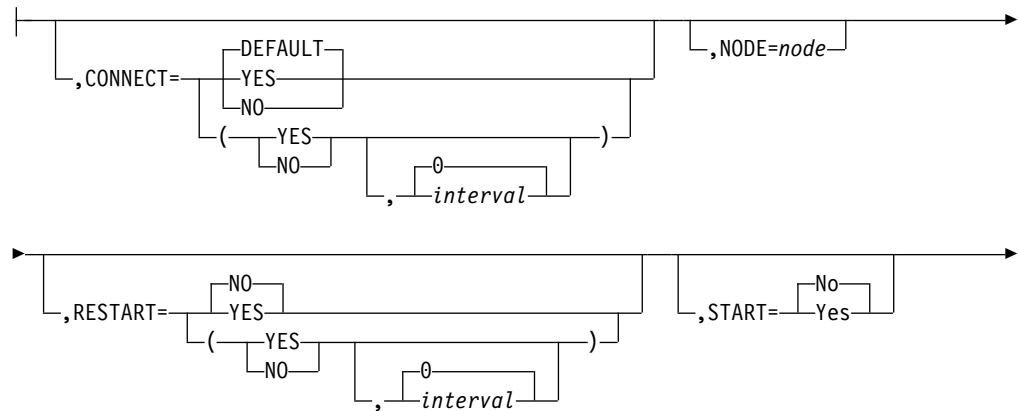 DEFAULT
,CONNECT= YES ,NODE=node
NO
( YES )
NO 0
, interval
NO No
,RESTART= YES ,START= Yes
( YES )
NO 0
, interval